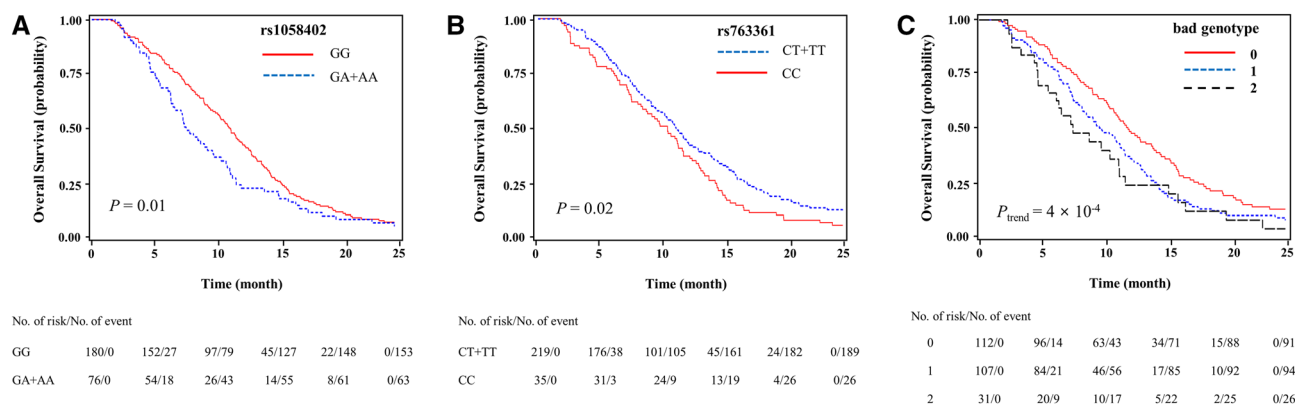 A
rs1058402
GG
GA+AA
Overall Survival (probability)
1.00
0.75
0.50
0.25
0.00
P = 0.01
0 5 10 15 20 25
Time (month)
No. of risk/No. of event
GG 180/0 152/27 97/79 45/127 22/148 0/153
GA+AA 76/0 54/18 26/43 14/55 8/61 0/63
B
rs763361
CT+TT
CC
Overall Survival (probability)
1.00
0.75
0.50
0.25
0.00
P = 0.02
0 5 10 15 20 25
Time (month)
No. of risk/No. of event
CT+TT 219/0 176/38 101/105 45/161 24/182 0/189
CC 35/0 31/3 24/9 13/19 4/26 0/26
C
bad genotype
0
1
2
Overall Survival (probability)
1.00
0.75
0.50
0.25
0.00
Ptrend = 4 × 10-4
0 5 10 15 20 25
Time (month)
No. of risk/No. of event
0 112/0 96/14 63/43 34/71 15/88 0/91
1 107/0 84/21 46/56 17/85 10/92 0/94
2 31/0 20/9 10/17 5/22 2/25 0/26